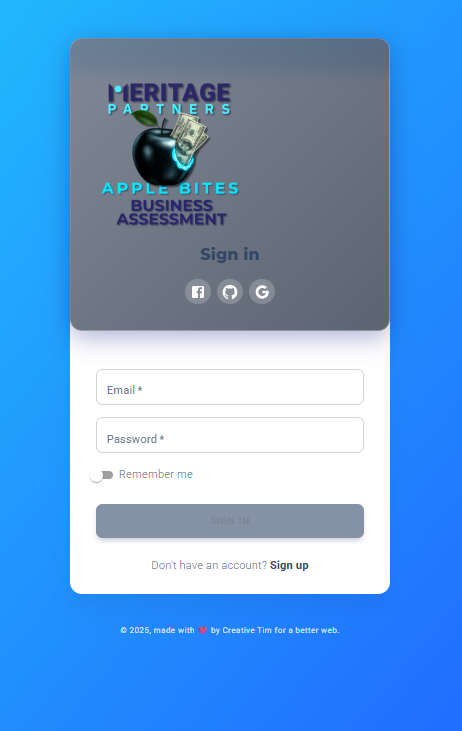 MERITAGE
PARTNERS
APPLE BITES
BUSINESS
ASSESSMENT
Sign in
Email *
Password *
Remember me
SIGN IN
Don't have an account? Sign up
© 2025, made with ❤ by Creative Tim for a better web.